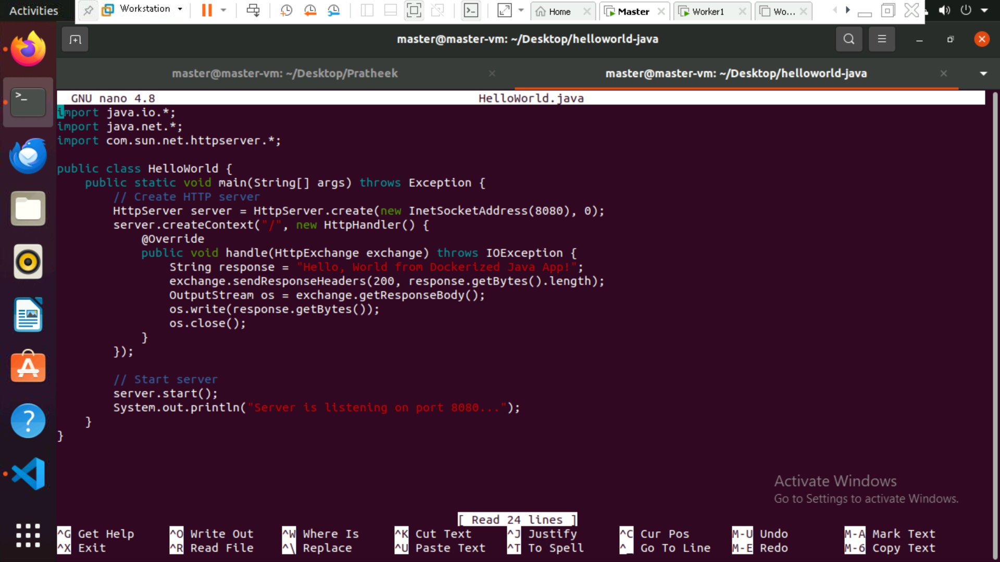 Activities
Workstation
Home
Master
Worker1
Wo...
master@master-vm: ~/Desktop/helloworld-java
master@master-vm: ~/Desktop/Pratheek
master@master-vm: ~/Desktop/helloworld-java
GNU nano 4.8 HelloWorld.java
import java.io.*;
import java.net.*;
import com.sun.net.httpserver.*;

public class HelloWorld {
    public static void main(String[] args) throws Exception {
        // Create HTTP server
        HttpServer server = HttpServer.create(new InetSocketAddress(8080), 0);
        server.createContext("/", new HttpHandler() {
            @Override
            public void handle(HttpExchange exchange) throws IOException {
                String response = "Hello, World from Dockerized Java App!";
                exchange.sendResponseHeaders(200, response.getBytes().length);
                OutputStream os = exchange.getResponseBody();
                os.write(response.getBytes());
                os.close();
            }
        });

        // Start server
        server.start();
        System.out.println("Server is listening on port 8080...");
    }
}
Activate Windows
Go to Settings to activate Windows.
[ Read 24 lines ]
^G Get Help ^O Write Out ^W Where Is ^K Cut Text ^J Justify ^C Cur Pos M-U Undo M-A Mark Text
^X Exit ^R Read File ^\ Replace ^U Paste Text ^T To Spell ^_ Go To Line M-E Redo M-6 Copy Text